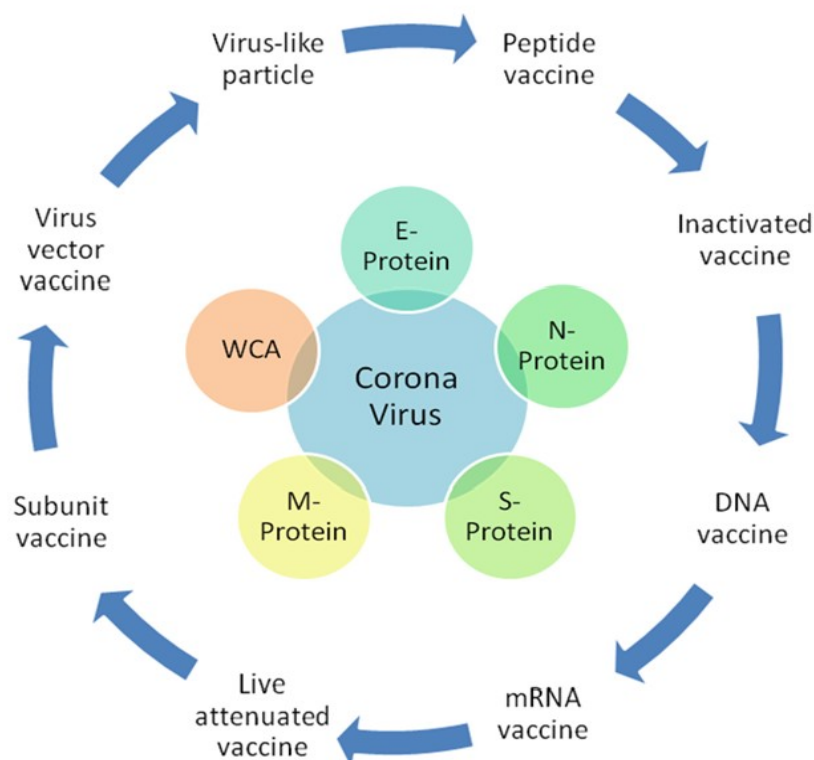 Virus-like
particle
Peptide
vaccine
Inactivated
vaccine
DNA
vaccine
mRNA
vaccine
Live
attenuated
vaccine
Subunit
vaccine
Virus
vector
vaccine
E-
Protein
N-
Protein
S-
Protein
M-
Protein
WCA
Corona
Virus